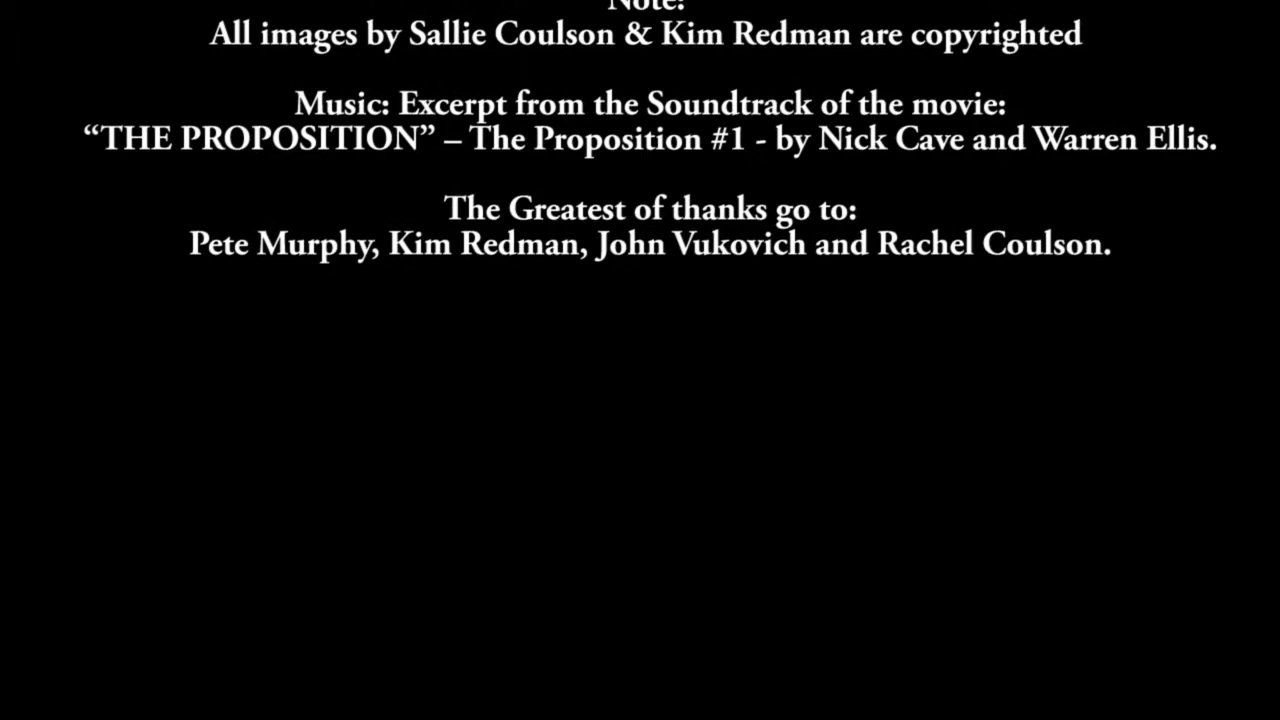 Note:
All images by Sallie Coulson & Kim Redman are copyrighted
Music: Excerpt from the Soundtrack of the movie:
“THE PROPOSITION” – The Proposition #1 - by Nick Cave and Warren Ellis.
The Greatest of thanks go to:
Pete Murphy, Kim Redman, John Vukovich and Rachel Coulson.